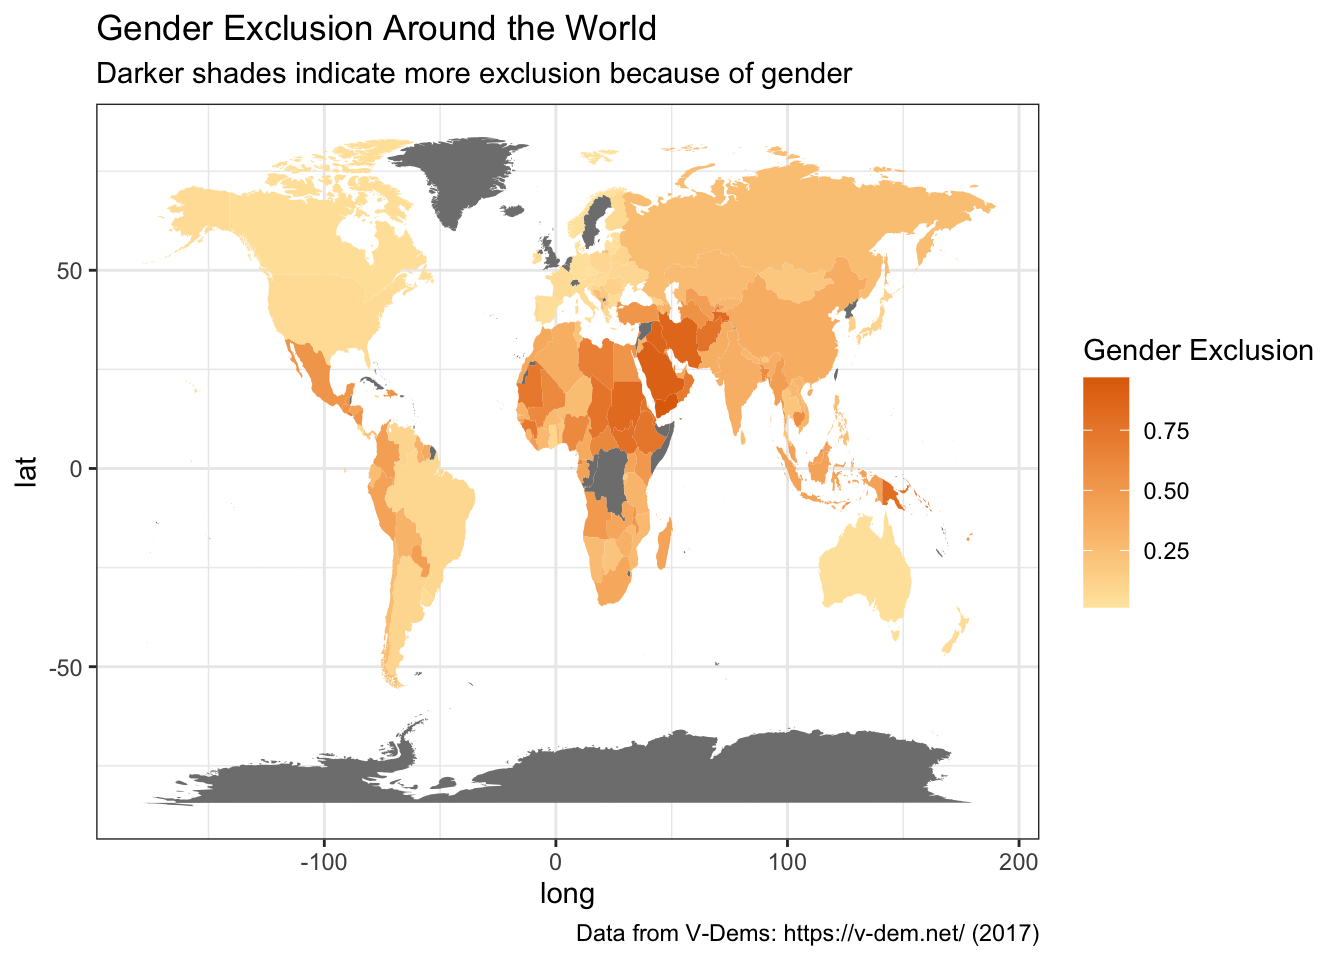 Gender Exclusion Around the World
Darker shades indicate more exclusion because of gender
lat
50
0
-50
-100
0
100
200
long
Gender Exclusion
0.75
0.50
0.25
Data from V-Dems: https://v-dem.net/ (2017)